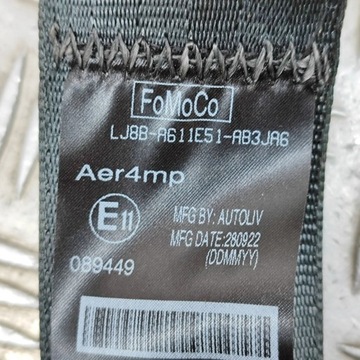 FoMoCo
LJ8B-A611E51-AB3JA6
Aer4mp
E11
MFG BY: AUTOLIV
MFG DATE:280922
(DDMMYY)
089449